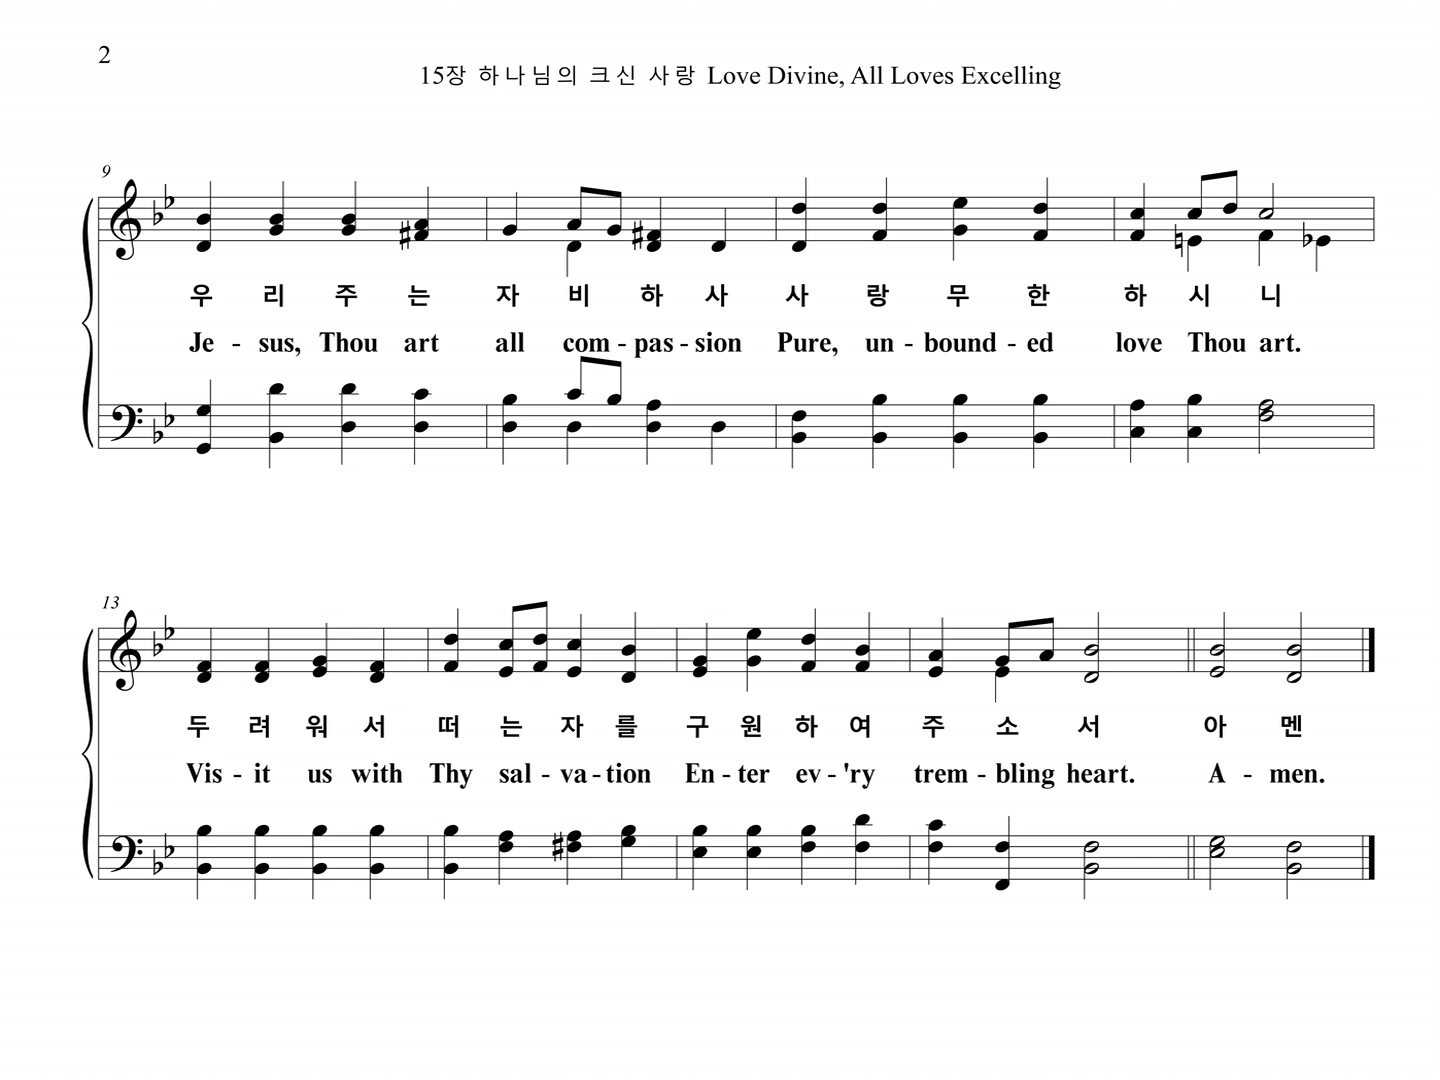 2
15장 하나님의 크신 사랑 Love Divine, All Loves Excelling
9
우 리 주 는 자 비 하 사 사 랑 무 한 하 시 니
Je - sus, Thou art all com - pas - sion Pure, un - bound - ed love Thou art.
13
두 려 워 서 떠 는 자 를 구 원 하 여 주 소 서 아 멘
Vis - it us with Thy sal - va - tion En - ter ev - 'ry trem - bling heart. A - men.